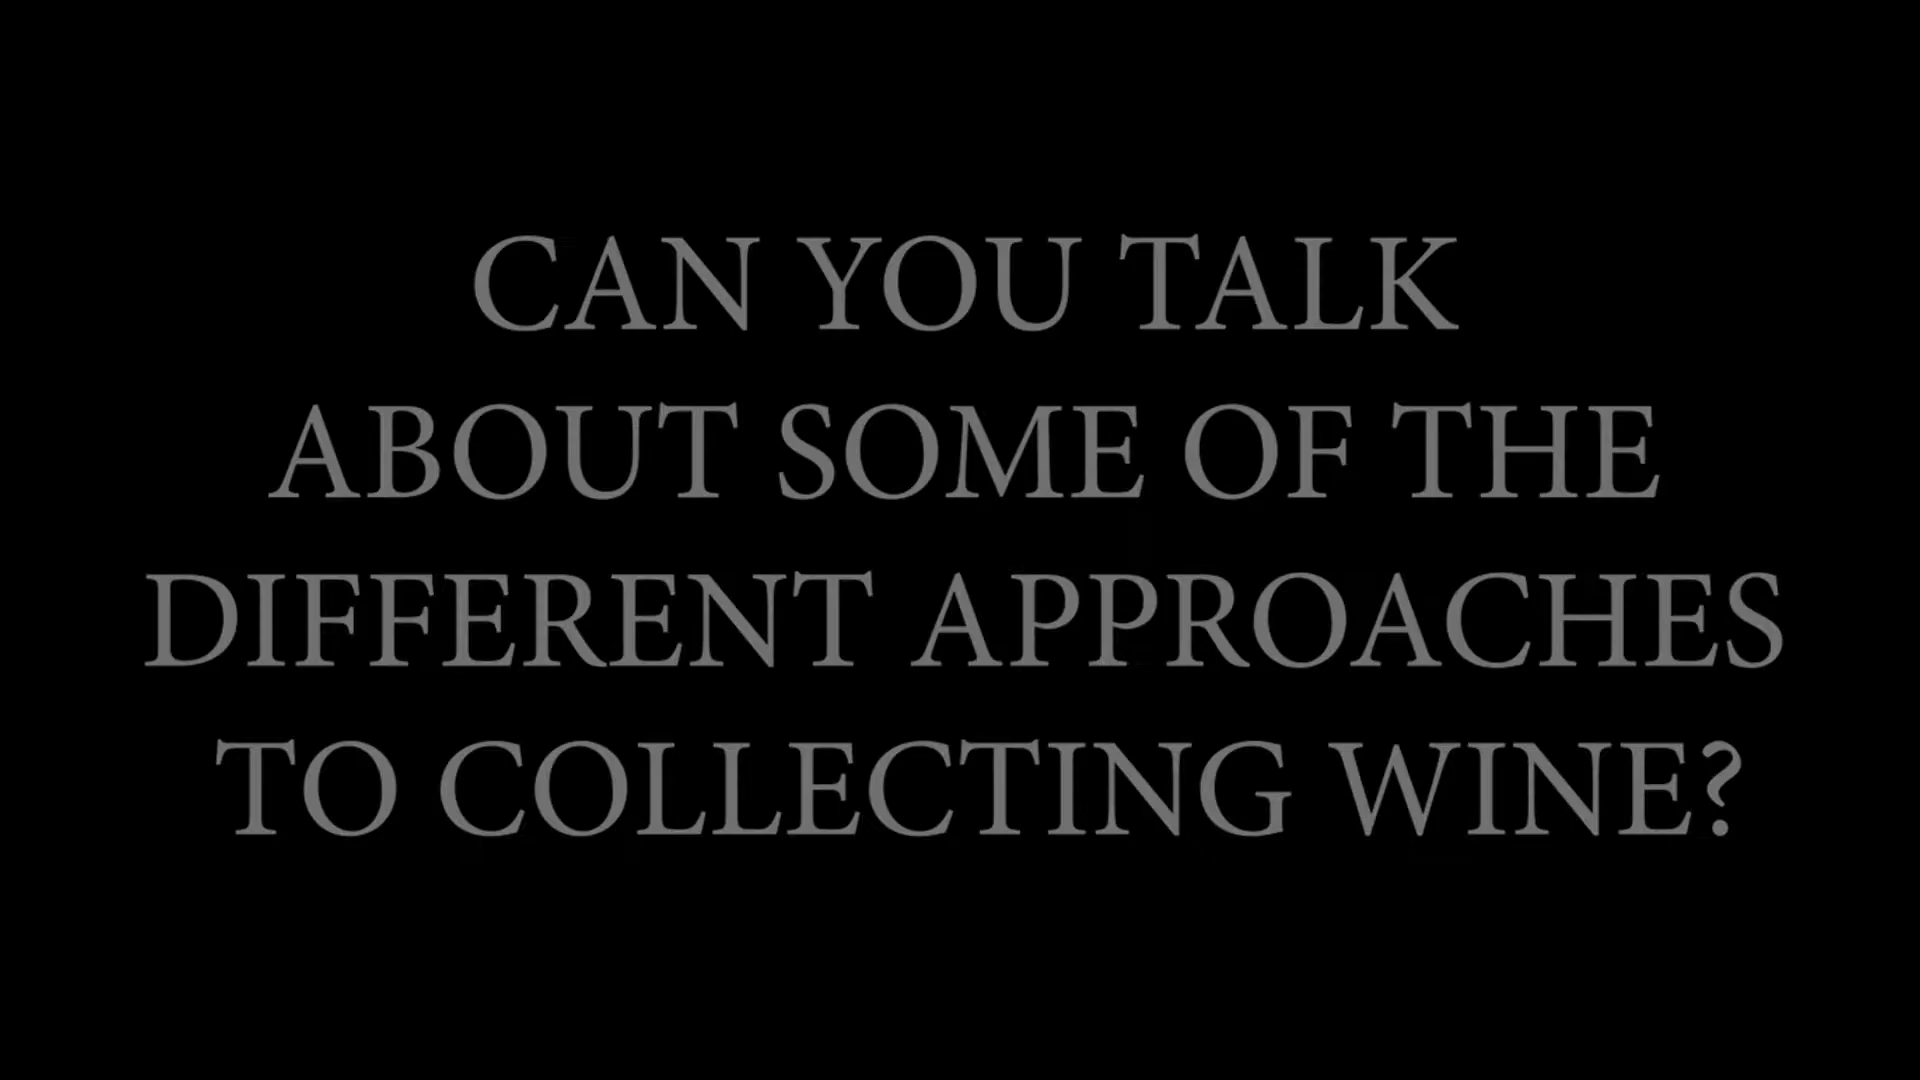 CAN YOU TALK
ABOUT SOME OF THE
DIFFERENT APPROACHES
TO COLLECTING WINE?